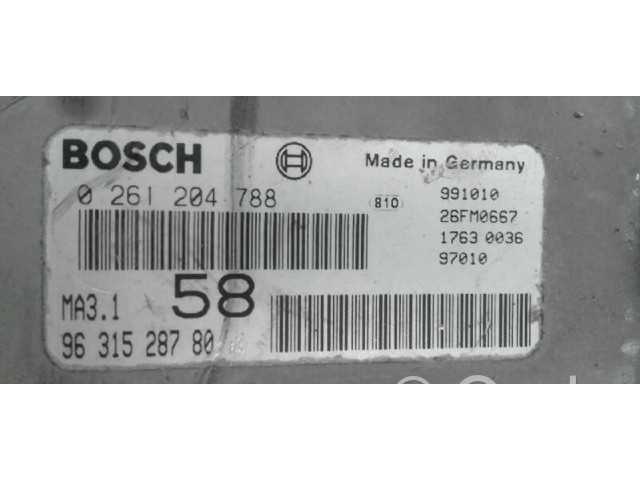 BOSCH
Made in Germany
0 261 204 788
810
991010
26FM0667
1763 0036
97010
MA3.1
58
96 315 287 80